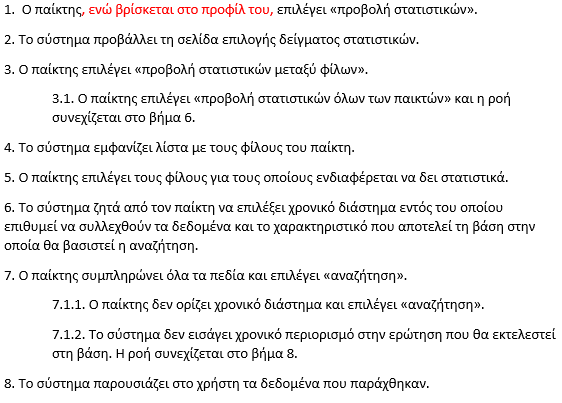 1. Ο παίκτης, ενώ βρίσκεται στο προφίλ του, επιλέγει «προβολή στατιστικών».
2. Το σύστημα προβάλλει τη σελίδα επιλογής δείγματος στατιστικών.
3. Ο παίκτης επιλέγει «προβολή στατιστικών μεταξύ φίλων».
3.1. Ο παίκτης επιλέγει «προβολή στατιστικών όλων των παικτών» και η ροή
συνεχίζεται στο βήμα 6.
4. Το σύστημα εμφανίζει λίστα με τους φίλους του παίκτη.
5. Ο παίκτης επιλέγει τους φίλους για τους οποίους ενδιαφέρεται να δει στατιστικά.
6. Το σύστημα ζητά από τον παίκτη να επιλέξει χρονικό διάστημα εντός του οποίου
επιθυμεί να συλλεχθούν τα δεδομένα και το χαρακτηριστικό που αποτελεί τη βάση στην
οποία θα βασιστεί η αναζήτηση.
7. Ο παίκτης συμπληρώνει όλα τα πεδία και επιλέγει «αναζήτηση».
7.1.1. Ο παίκτης δεν ορίζει χρονικό διάστημα και επιλέγει «αναζήτηση».
7.1.2. Το σύστημα δεν εισάγει χρονικό περιορισμό στην ερώτηση που θα εκτελεστεί
στη βάση. Η ροή συνεχίζεται στο βήμα 8.
8. Το σύστημα παρουσιάζει στο χρήστη τα δεδομένα που παράχθηκαν.